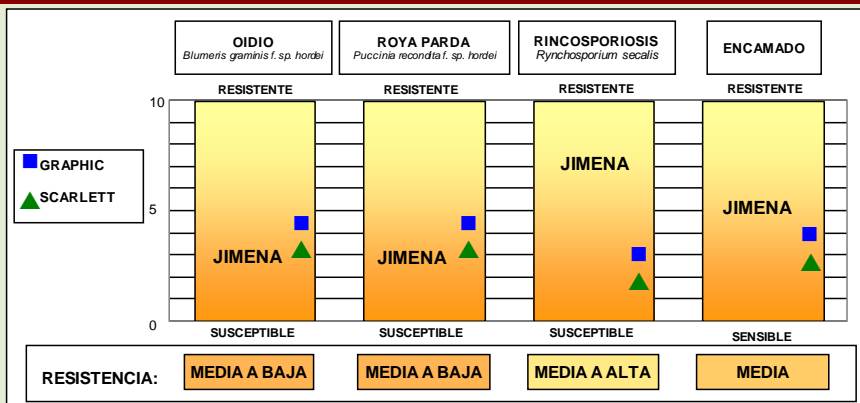 OIDIO
Blumeris graminis f. sp. hordei
ROYA PARDA
Puccinia recondita f. sp. hordei
RINCOSPORIOSIS
Rynchosporium secalis
ENCAMADO
RESISTENTE
RESISTENTE
RESISTENTE
RESISTENTE
10
5
0
GRAPHIC
SCARLETT
JIMENA
JIMENA
JIMENA
JIMENA
SUSCEPTIBLE
SUSCEPTIBLE
SUSCEPTIBLE
SENSIBLE
RESISTENCIA:
MEDIA A BAJA
MEDIA A BAJA
MEDIA A ALTA
MEDIA